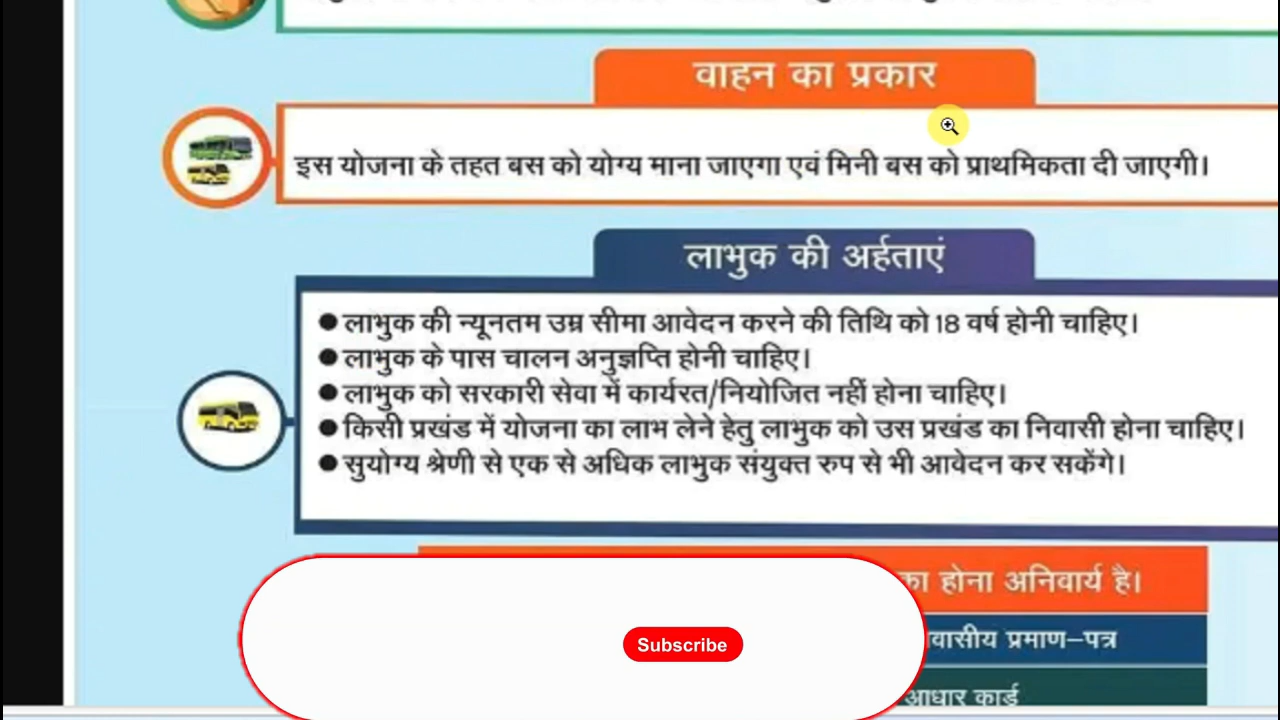 वाहन का प्रकार
इस योजना के तहत बस को योग्य माना जाएगा एवं मिनी बस को प्राथमिकता दी जाएगी।
लाभुक की अर्हताएं
● लाभुक की न्यूनतम उम्र सीमा आवेदन करने की तिथि को 18 वर्ष होनी चाहिए।
● लाभुक के पास चालन अनुज्ञप्ति होनी चाहिए।
● लाभुक को सरकारी सेवा में कार्यरत/नियोजित नहीं होना चाहिए।
● किसी प्रखंड में योजना का लाभ लेने हेतु लाभुक को उस प्रखंड का निवासी होना चाहिए।
● सुयोग्य श्रेणी से एक से अधिक लाभुक संयुक्त रुप से भी आवेदन कर सकेंगे।
का होना अनिवार्य है।
वासीय प्रमाण–पत्र
आधार कार्ड
Subscribe